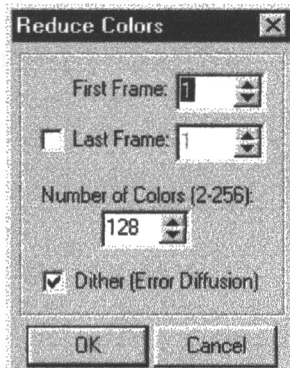 Reduce Colors
First Frame: 1
Last Frame: 1
Number of Colors (2-256):
128
Dither (Error Diffusion)
OK Cancel